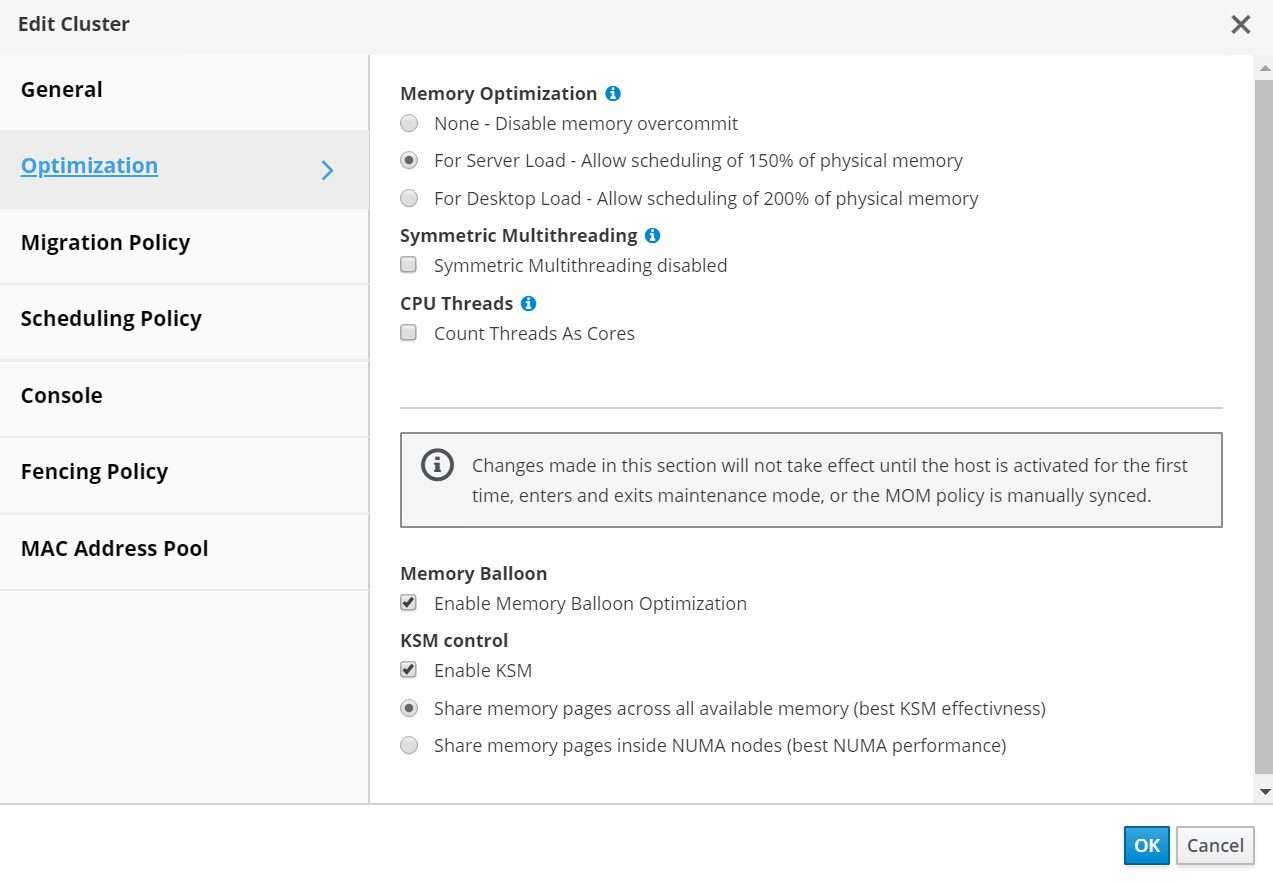 Edit Cluster
General
Optimization
Migration Policy
Scheduling Policy
Console
Fencing Policy
MAC Address Pool
Memory Optimization
None - Disable memory overcommit
For Server Load - Allow scheduling of 150% of physical memory
For Desktop Load - Allow scheduling of 200% of physical memory
Symmetric Multithreading
Symmetric Multithreading disabled
CPU Threads
Count Threads As Cores
Changes made in this section will not take effect until the host is activated for the first
time, enters and exits maintenance mode, or the MOM policy is manually synced.
Memory Balloon
Enable Memory Balloon Optimization
KSM control
Enable KSM
Share memory pages across all available memory (best KSM effectivness)
Share memory pages inside NUMA nodes (best NUMA performance)
OK
Cancel